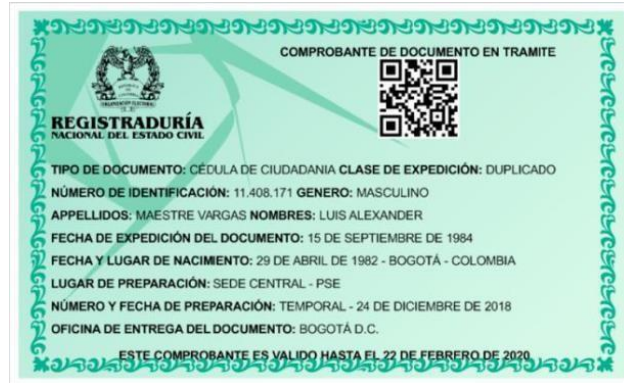 COMPROBANTE DE DOCUMENTO EN TRAMITE
REGISTRADURÍA
NACIONAL DEL ESTADO CIVIL
TIPO DE DOCUMENTO: CÉDULA DE CIUDADANIA CLASE DE EXPEDICIÓN: DUPLICADO
NÚMERO DE IDENTIFICACIÓN: 11.408.171 GENERO: MASCULINO
APPELLIDOS: MAESTRE VARGAS NOMBRES: LUIS ALEXANDER
FECHA DE EXPEDICIÓN DEL DOCUMENTO: 15 DE SEPTIEMBRE DE 1984
FECHA Y LUGAR DE NACIMIENTO: 29 DE ABRIL DE 1982 - BOGOTÁ - COLOMBIA
LUGAR DE PREPARACIÓN: SEDE CENTRAL - PSE
NÚMERO Y FECHA DE PREPARACIÓN: TEMPORAL - 24 DE DICIEMBRE DE 2018
OFICINA DE ENTREGA DEL DOCUMENTO: BOGOTÁ D.C.
ESTE COMPROBANTE ES VALIDO HASTA EL 22 DE FEBRERO DE 2020